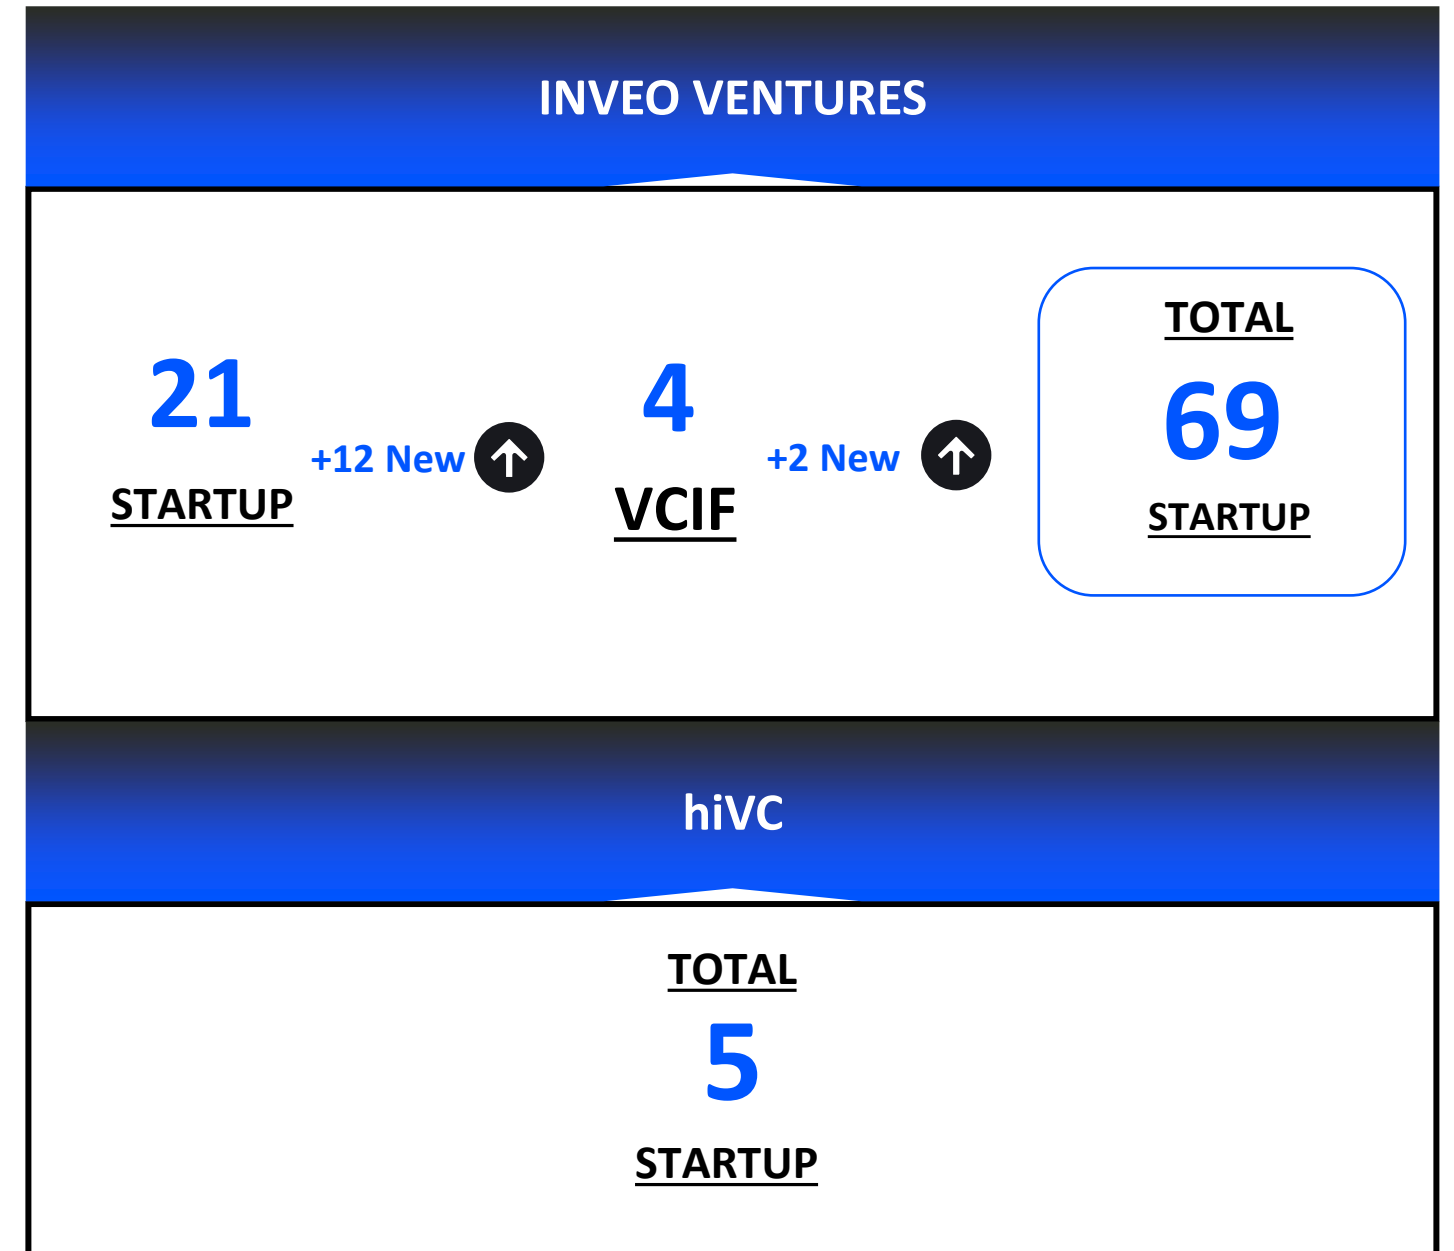 INVEO VENTURES
21
+12 New
STARTUP
4
+2 New
VCIF
TOTAL
69
STARTUP
hiVC
TOTAL
5
STARTUP